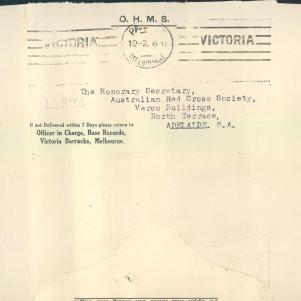 O. H. M. S.
VICTORIA
VICTORIA
The Honorary Secretary,
Australian Red Cross Society,
Verco Buildings,
North Terrace,
ADELAIDE. S.A.
If not Delivered within 7 Days please return to
Officer in Charge, Base Records,
Victoria Barracks, Melbourne.